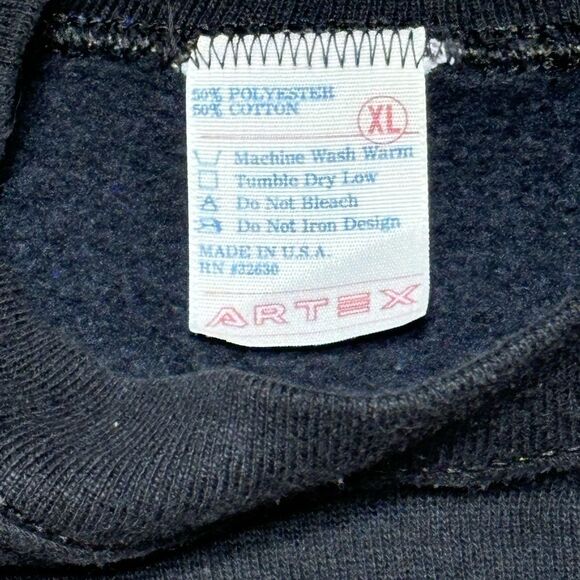 50% POLYESTER
50% COTTON
XL
Machine Wash Warm
Tumble Dry Low
Do Not Bleach
Do Not Iron Design
MADE IN U.S.A.
RN #32630
ARTEX